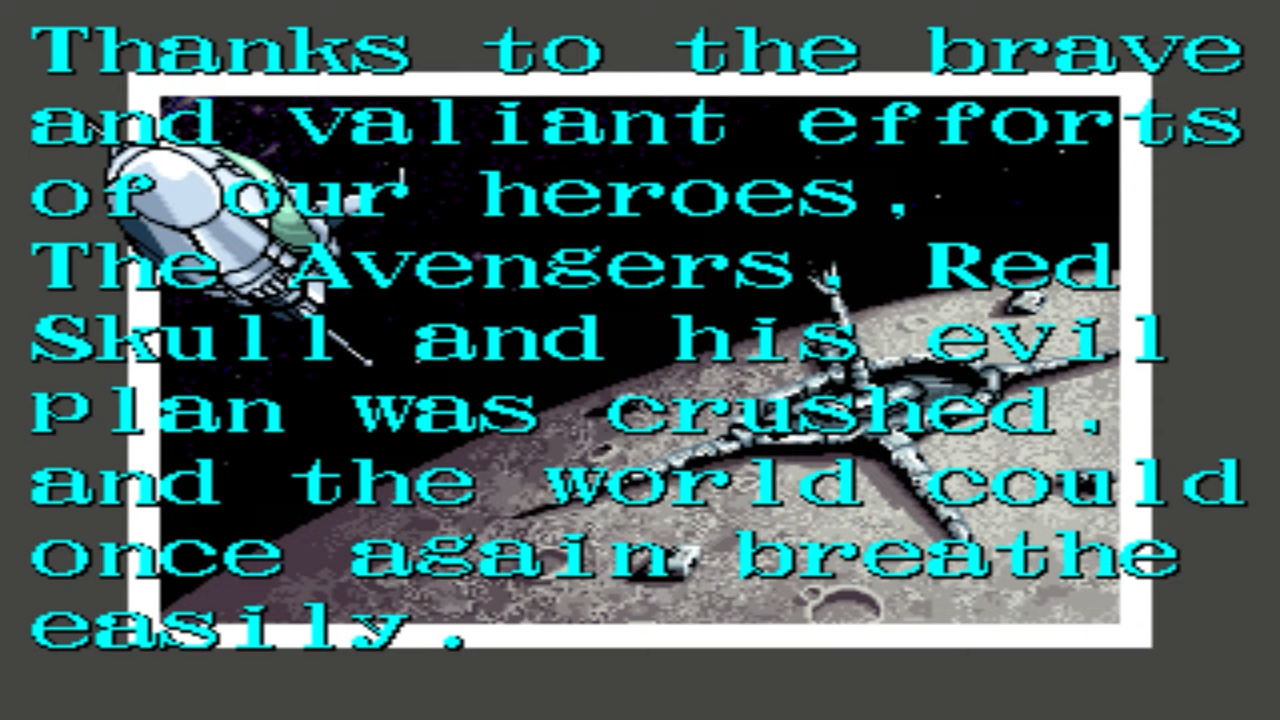 Thanks to the brave
and valiant efforts
of our heroes,
The Avengers, Red
Skull and his evil
plan was crushed.
and the world could
once again breathe
easily.